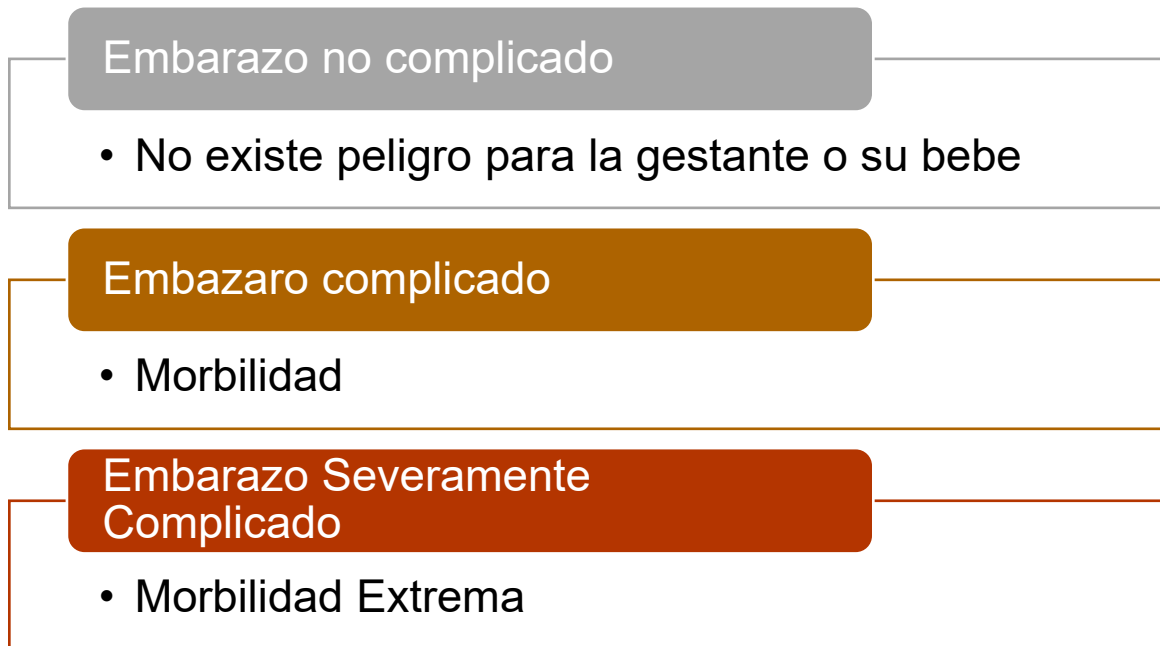 Embarazo no complicado
• No existe peligro para la gestante o su bebe
Embazaro complicado
• Morbilidad
Embarazo Severamente
Complicado
• Morbilidad Extrema